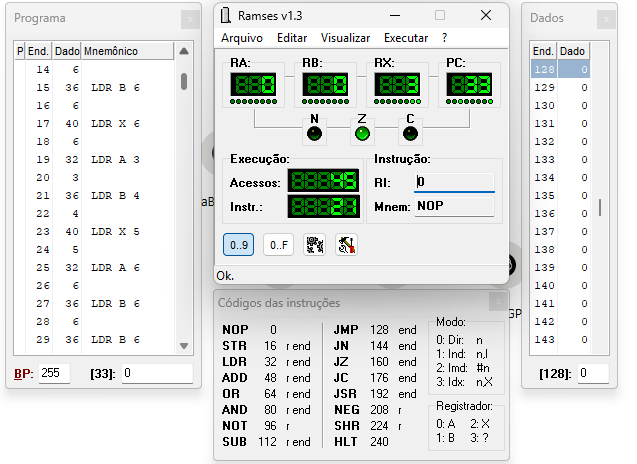 Programa
P End. Dado Mnemônico
14 6
15 36 LDR B 6
16 6
17 40 LDR X 6
18 6
19 32 LDR A 3
20 3
21 36 LDR B 4
22 4
23 40 LDR X 5
24 5
25 32 LDR A 6
26 6
27 36 LDR B 6
28 6
29 36 LDR B 6
BP: 255 [33]: 0
Ramses v1.3
Arquivo Editar Visualizar Executar ?
RA: RB: RX: PC:
0 0 3 33
N Z C
Execução: Instrução:
Acessos: 45 RI: 0
Instr.: 21 Mnem: NOP
0..9 0..F
Ok.
aB
GP
Códigos das instruções
NOP 0 JMP 128 end
STR 16 r end JN 144 end
LDR 32 r end JZ 160 end
ADD 48 r end JC 176 end
OR 64 r end JSR 192 end
AND 80 r end NEG 208 r
NOT 96 r SHR 224 r
SUB 112 r end HLT 240
Modo:
0: Dir: n
1: Ind: n,I
2: Imd: #n
3: Idx: n,X
Registrador:
0: A 2: X
1: B 3: ?
Dados
End. Dado
128 0
129 0
130 0
131 0
132 0
133 0
134 0
135 0
136 0
137 0
138 0
139 0
140 0
141 0
142 0
143 0
[128]: 0